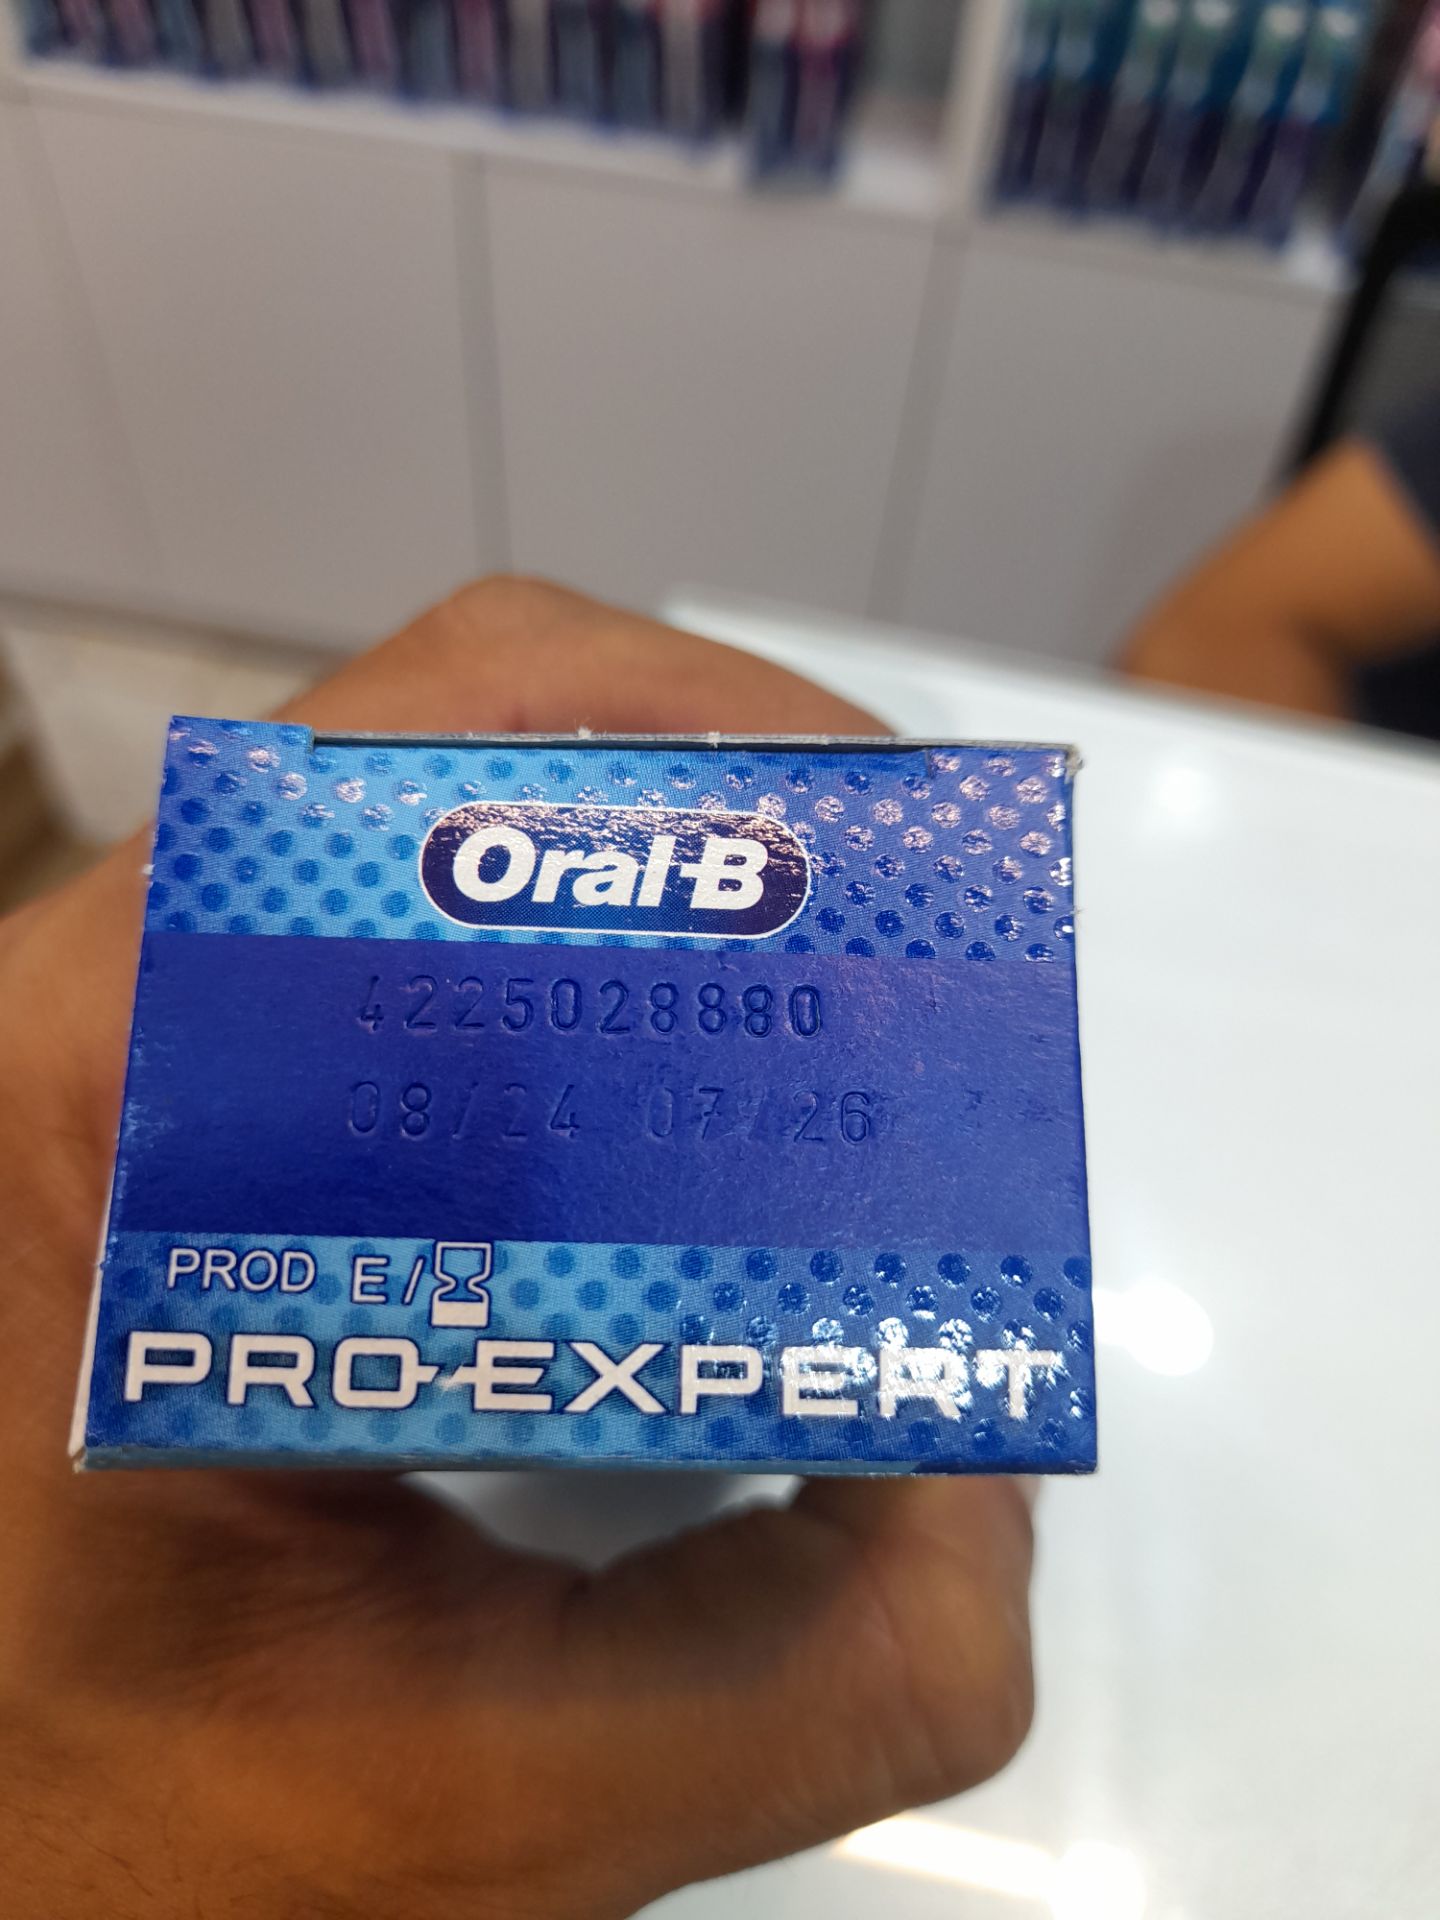 Oral-B
4225028880
08/24 07/26
PROD E/
PRO-EXPERT